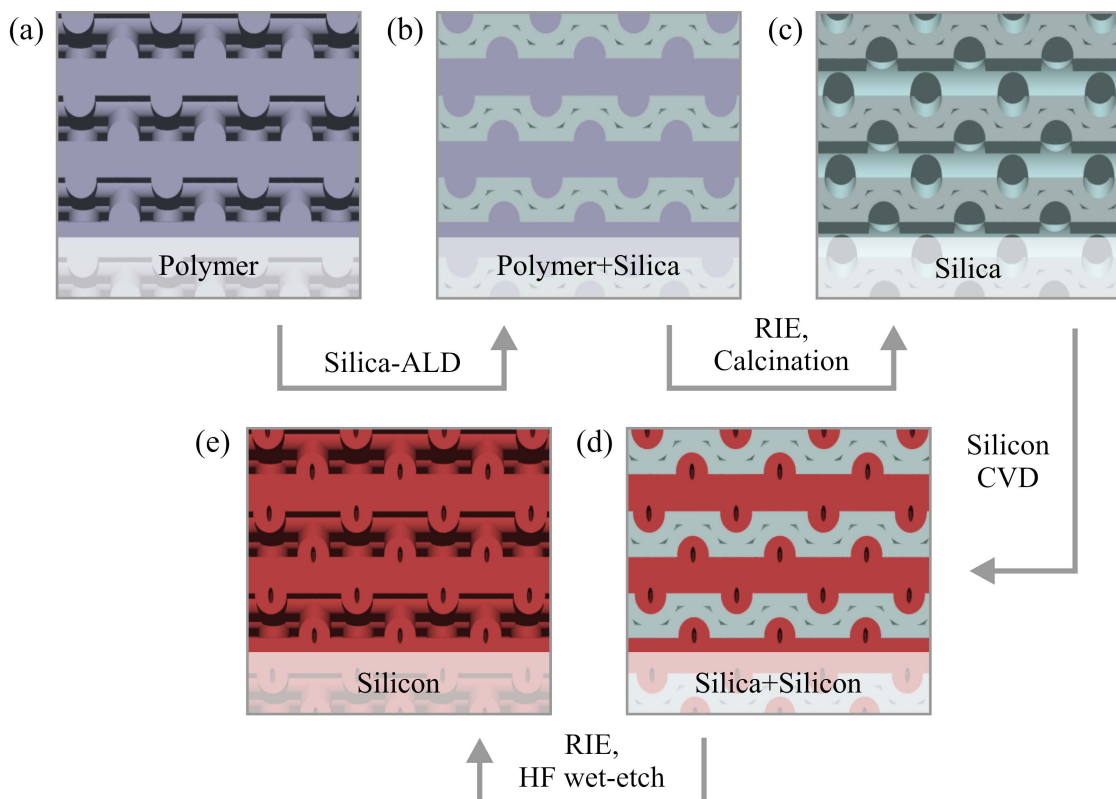 (a)
(b)
(c)
Polymer
Polymer+Silica
Silica
Silica-ALD
RIE,
Calcination
Silicon
CVD
(e)
(d)
Silicon
Silica+Silicon
RIE,
HF wet-etch